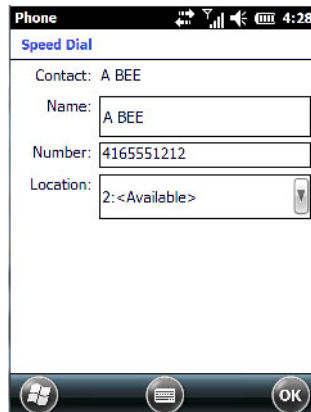 Phone 4:28
Speed Dial
Contact: A BEE
Name: A BEE
Number: 4165551212
Location: 2:<Available>
OK